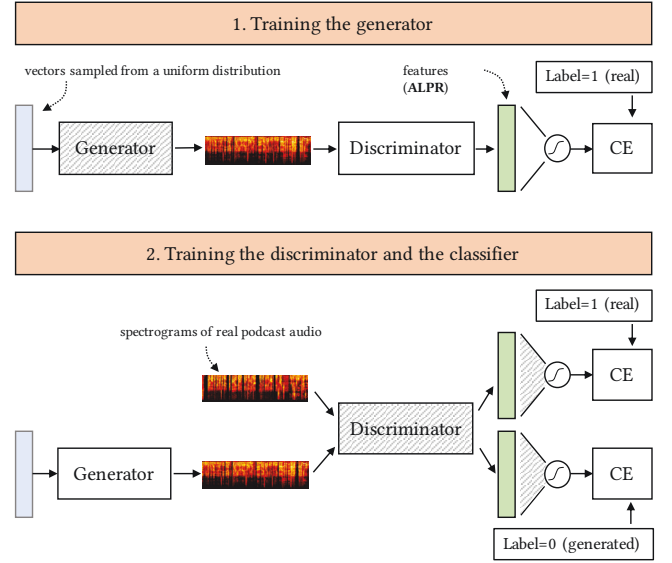 1. Training the generator
vectors sampled from a uniform distribution
features
(ALPR)
Label=1 (real)
Generator
Discriminator
CE
2. Training the discriminator and the classifier
Label=1 (real)
spectrograms of real podcast audio
CE
Discriminator
Generator
CE
Label=0 (generated)